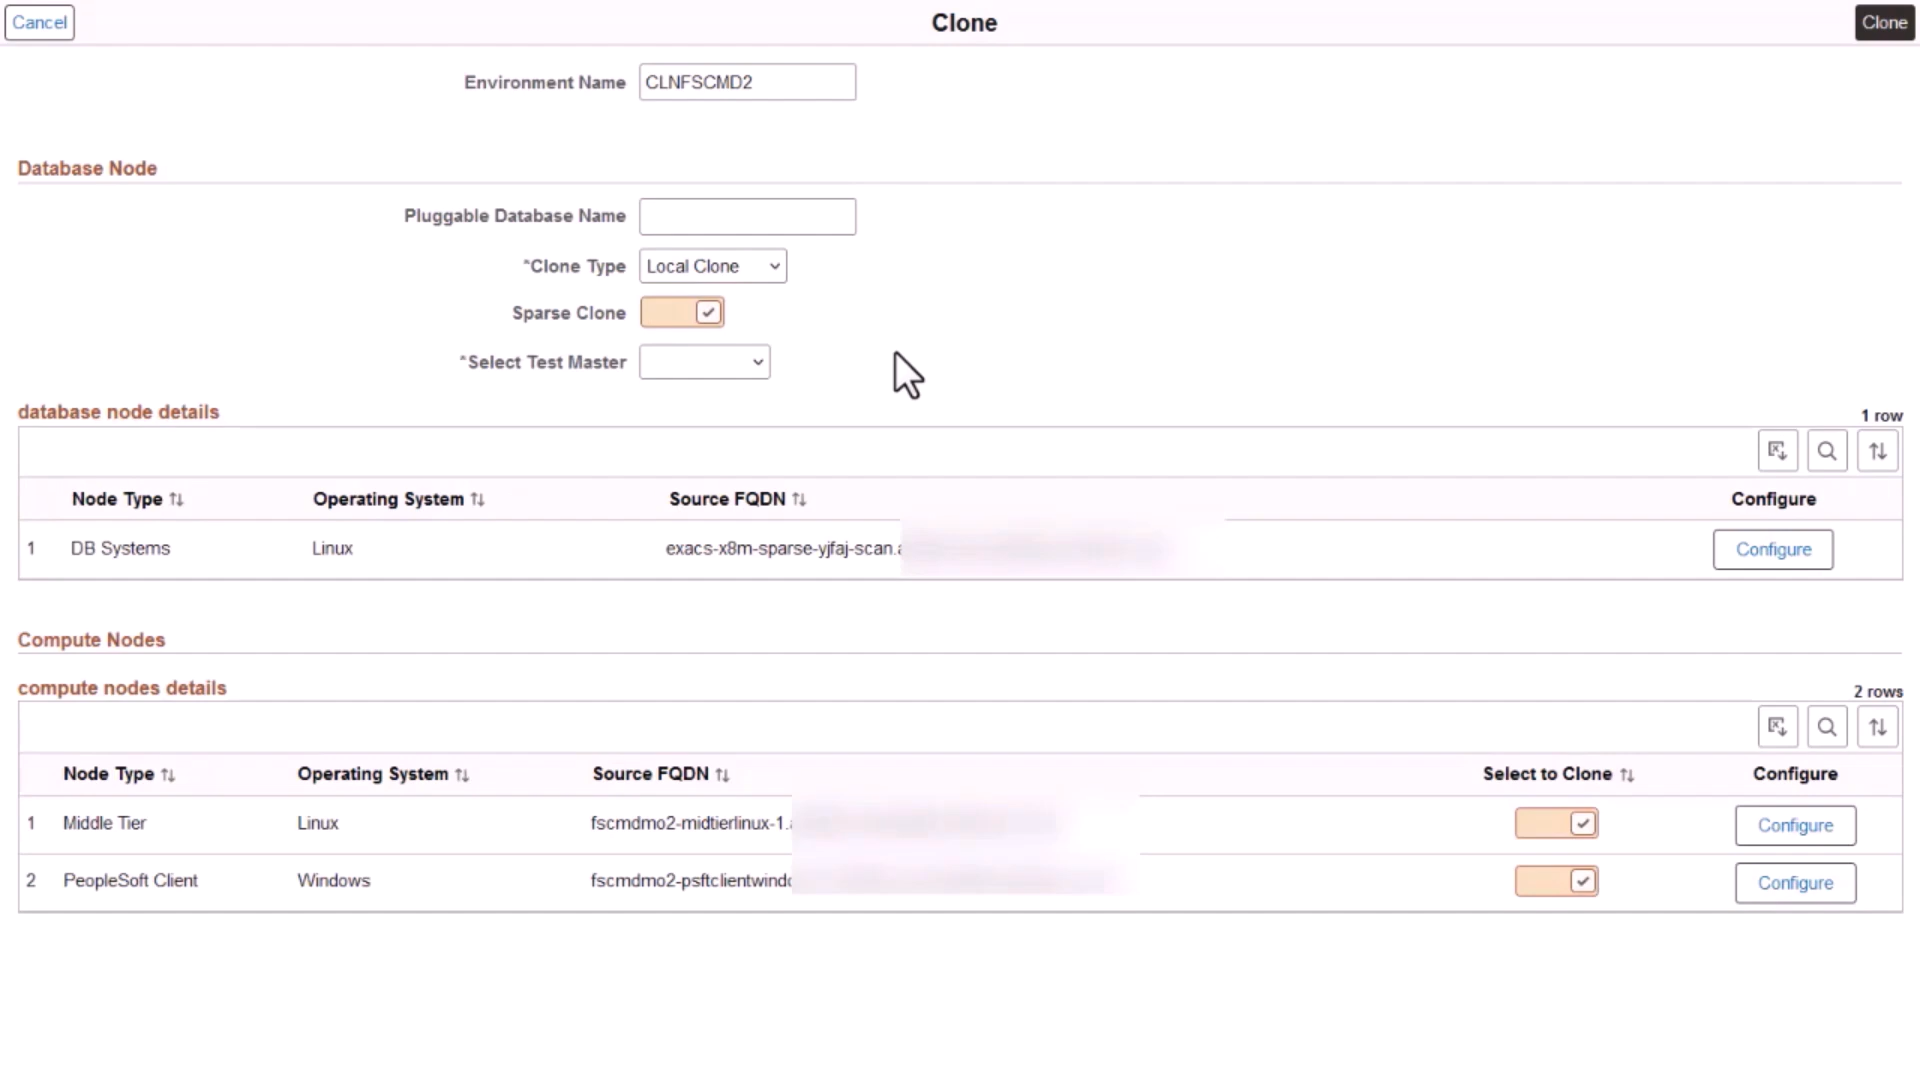 Cancel Clone Clone
Environment Name CLNFSCMD2
Database Node
Pluggable Database Name
*Clone Type Local Clone
Sparse Clone
*Select Test Master
database node details
1 row
Node Type Operating System Source FQDN Configure
1 DB Systems Linux exacs-x8m-sparse-yjfaj-scan. Configure
Compute Nodes
compute nodes details
2 rows
Node Type Operating System Source FQDN Select to Clone Configure
1 Middle Tier Linux fscmdmo2-midtierlinux-1. Configure
2 PeopleSoft Client Windows fscmdmo2-psftclientwindo Configure